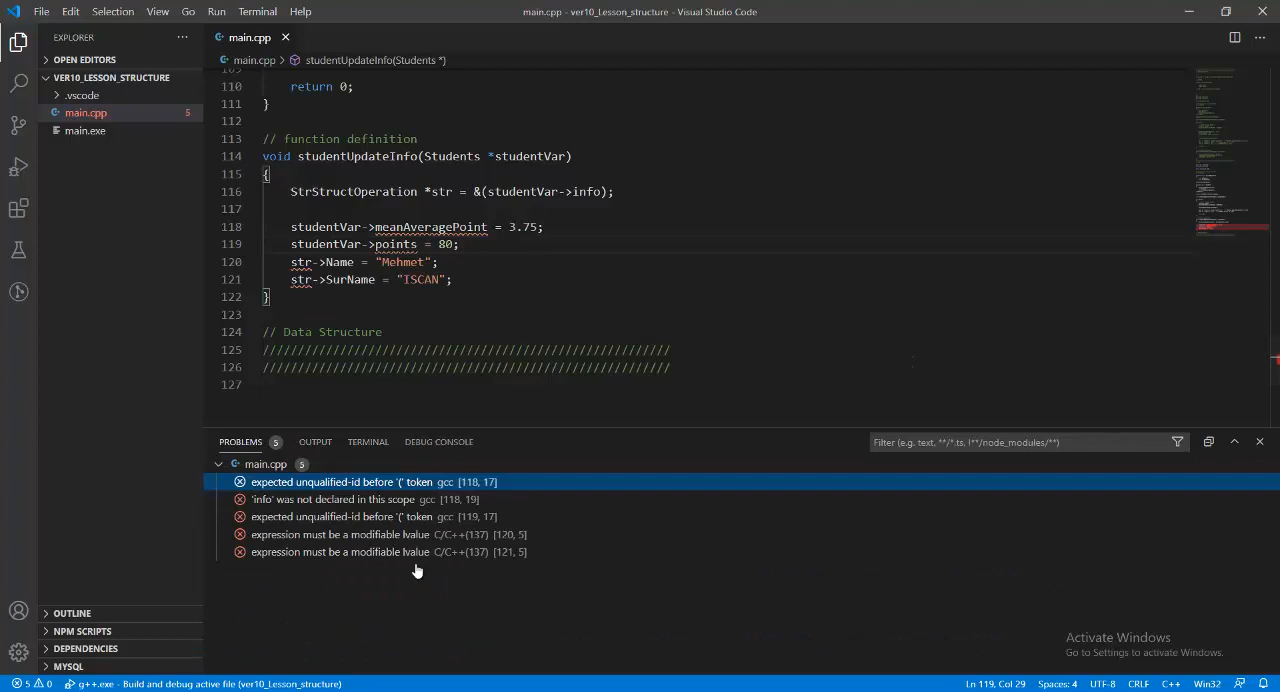 File Edit Selection View Go Run Terminal Help
main.cpp - ver10_Lesson_structure - Visual Studio Code
EXPLORER
OPEN EDITORS
VER10_LESSON_STRUCTURE
.vscode
main.cpp 5
main.exe
OUTLINE
NPM SCRIPTS
DEPENDENCIES
MYSQL
main.cpp
main.cpp > studentUpdateInfo(Students *)
109
110 return 0;
111 }
112
113 // function definition
114 void studentUpdateInfo(Students *studentVar)
115 {
116 StrStructOperation *str = &(studentVar->info);
117
118 studentVar->meanAveragePoint = 3.75;
119 studentVar->points = 80;
120 str->Name = "Mehmet";
121 str->SurName = "ISCAN";
122 }
123
124 // Data Structure
125 //////////////////////////////////////////////////////////
126 //////////////////////////////////////////////////////////
127
PROBLEMS 5 OUTPUT TERMINAL DEBUG CONSOLE
Filter (e.g. text, **/*.ts, !**/node_modules/**)
main.cpp 5
expected unqualified-id before '(' token gcc [118, 17]
'info' was not declared in this scope gcc [118, 19]
expected unqualified-id before '(' token gcc [119, 17]
expression must be a modifiable lvalue C/C++(137) [120, 5]
expression must be a modifiable lvalue C/C++(137) [121, 5]
Activate Windows
Go to Settings to activate Windows.
5 0 g++.exe - Build and debug active file (ver10_Lesson_structure)
Ln 119, Col 29 Spaces: 4 UTF-8 CRLF C++ Win32